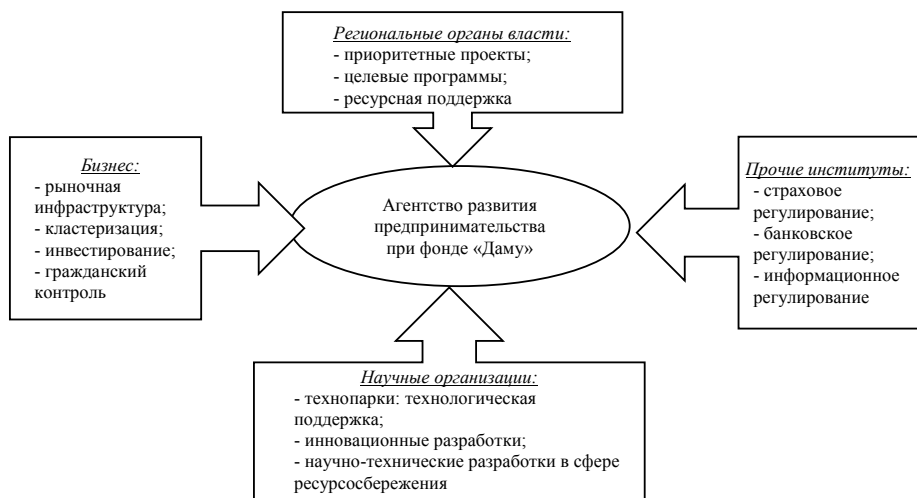 Региональные органы власти:
- приоритетные проекты;
- целевые программы;
- ресурсная поддержка
Бизнес:
- рыночная
инфраструктура;
- кластеризация;
- инвестирование;
- гражданский
контроль
Агентство развития
предпринимательства
при фонде «Даму»
Прочие институты:
- страховое
регулирование;
- банковское
регулирование;
- информационное
регулирование
Научные организации:
- технопарки: технологическая
поддержка;
- инновационные разработки;
- научно-технические разработки в сфере
ресурсосбережения